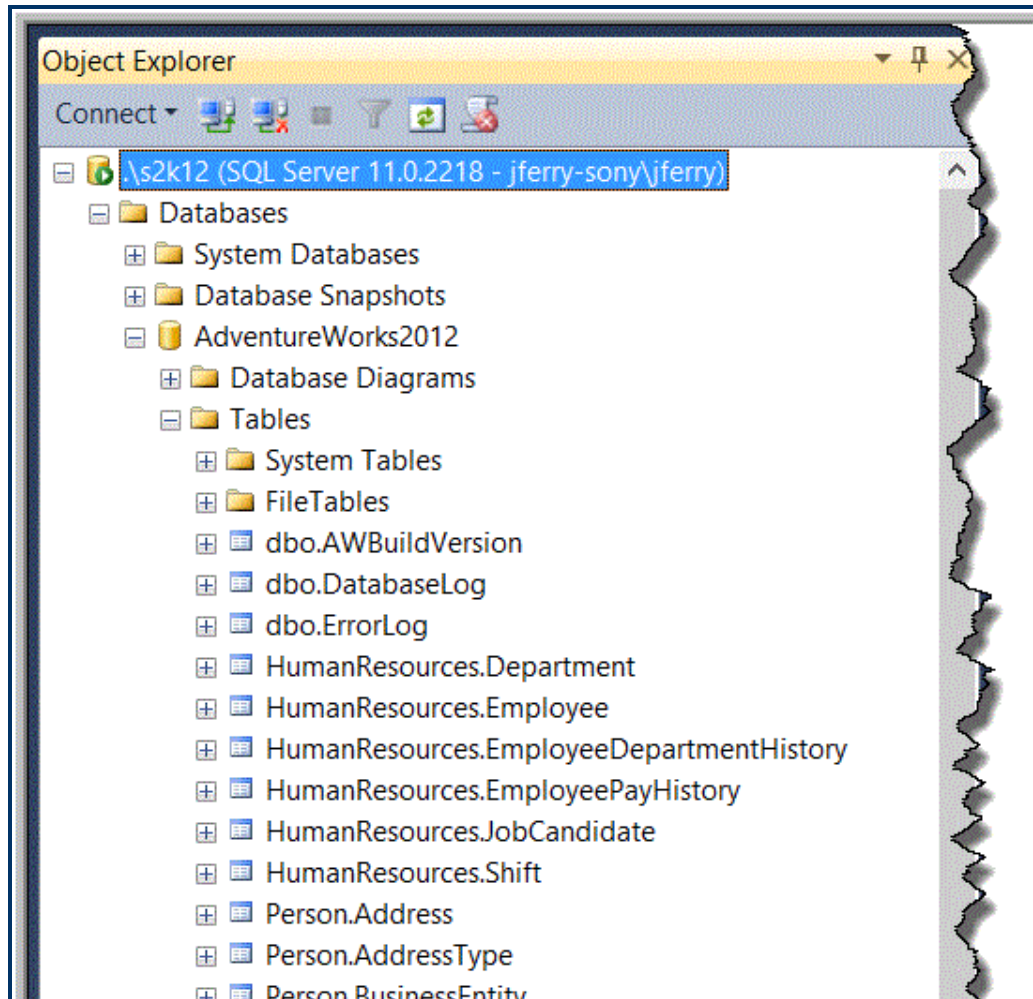 Object Explorer
Connect
.\s2k12 (SQL Server 11.0.2218 - jferry-sony\jferry)
Databases
System Databases
Database Snapshots
AdventureWorks2012
Database Diagrams
Tables
System Tables
FileTables
dbo.AWBuildVersion
dbo.DatabaseLog
dbo.ErrorLog
HumanResources.Department
HumanResources.Employee
HumanResources.EmployeeDepartmentHistory
HumanResources.EmployeePayHistory
HumanResources.JobCandidate
HumanResources.Shift
Person.Address
Person.AddressType
Person.BusinessEntity